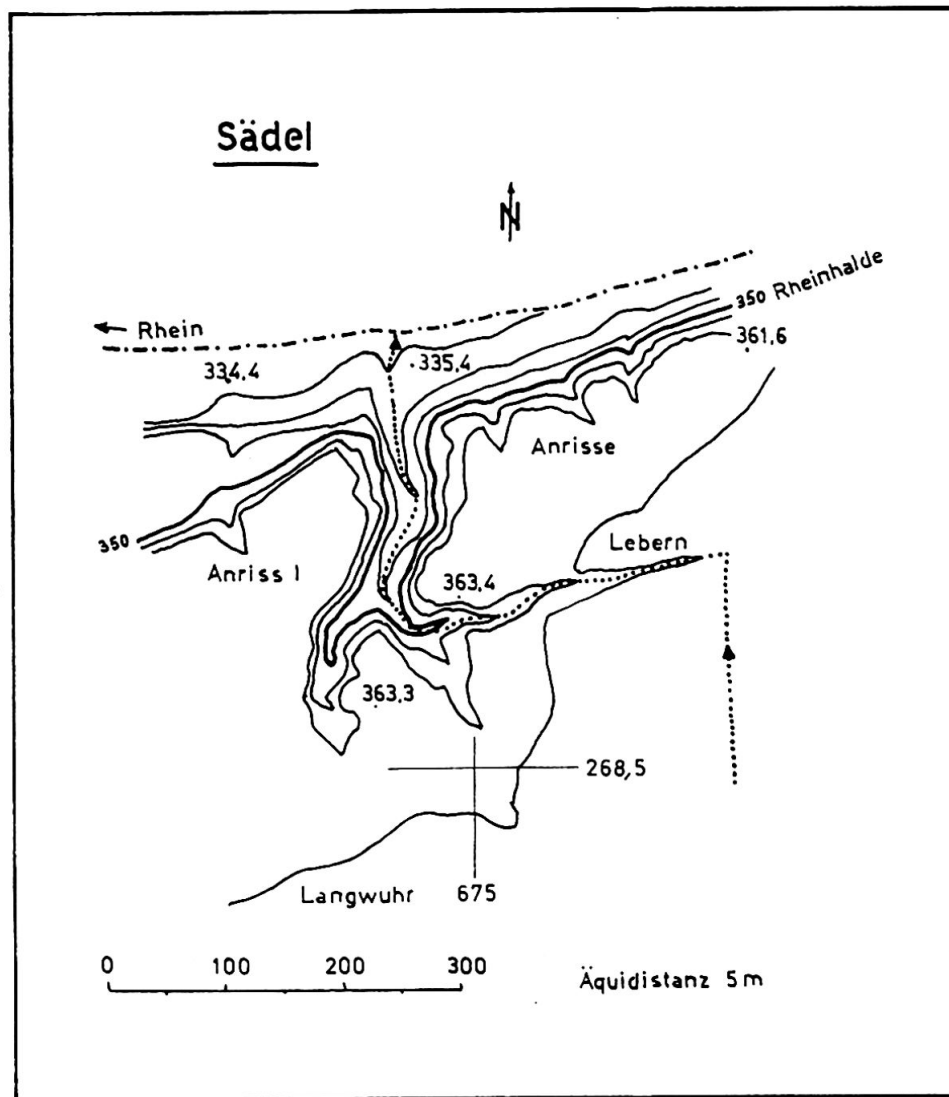 Sädel
N
350 Rheinhalde
Rhein
361,6
334,4
335,4
Anrisse
350
Anriss I
Lebern
363,4
363,3
268,5
Langwuhr
675
0 100 200 300
Äquidistanz 5m